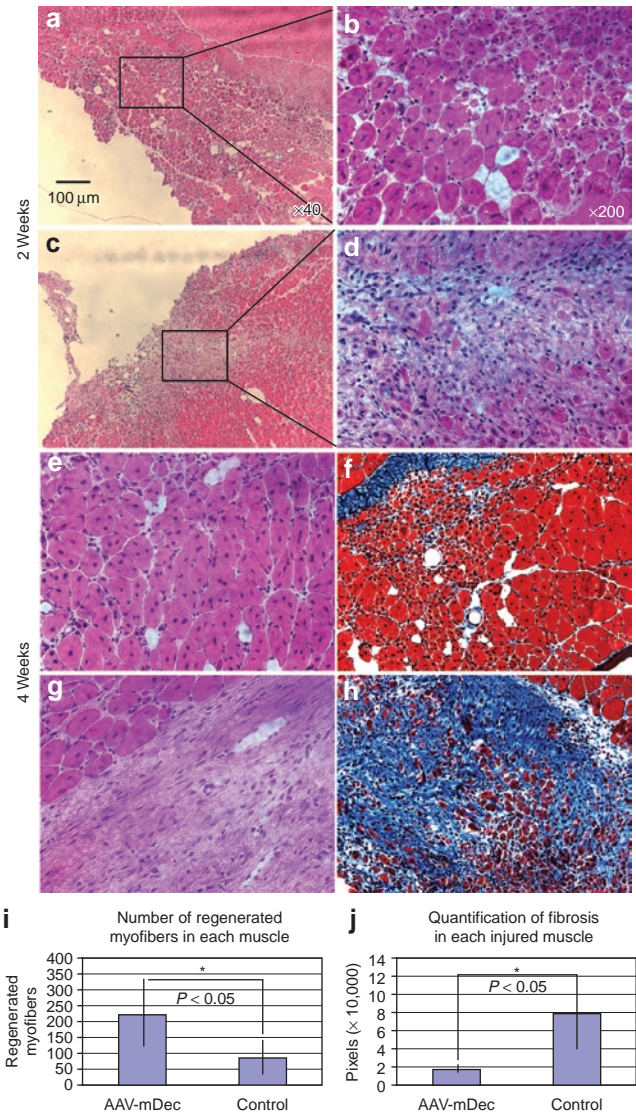 a
b
2 Weeks
100 μm
×40
×200
c
d
e
f
4 Weeks
g
h
i
Number of regenerated
myofibers in each muscle
400
350
300
250
200
150
100
50
0
Regenerated
myofibers
*
P < 0.05
AAV-mDec
Control
j
Quantification of fibrosis
in each injured muscle
14
12
10
8
6
4
2
0
Pixels (× 10,000)
*
P < 0.05
AAV-mDec
Control